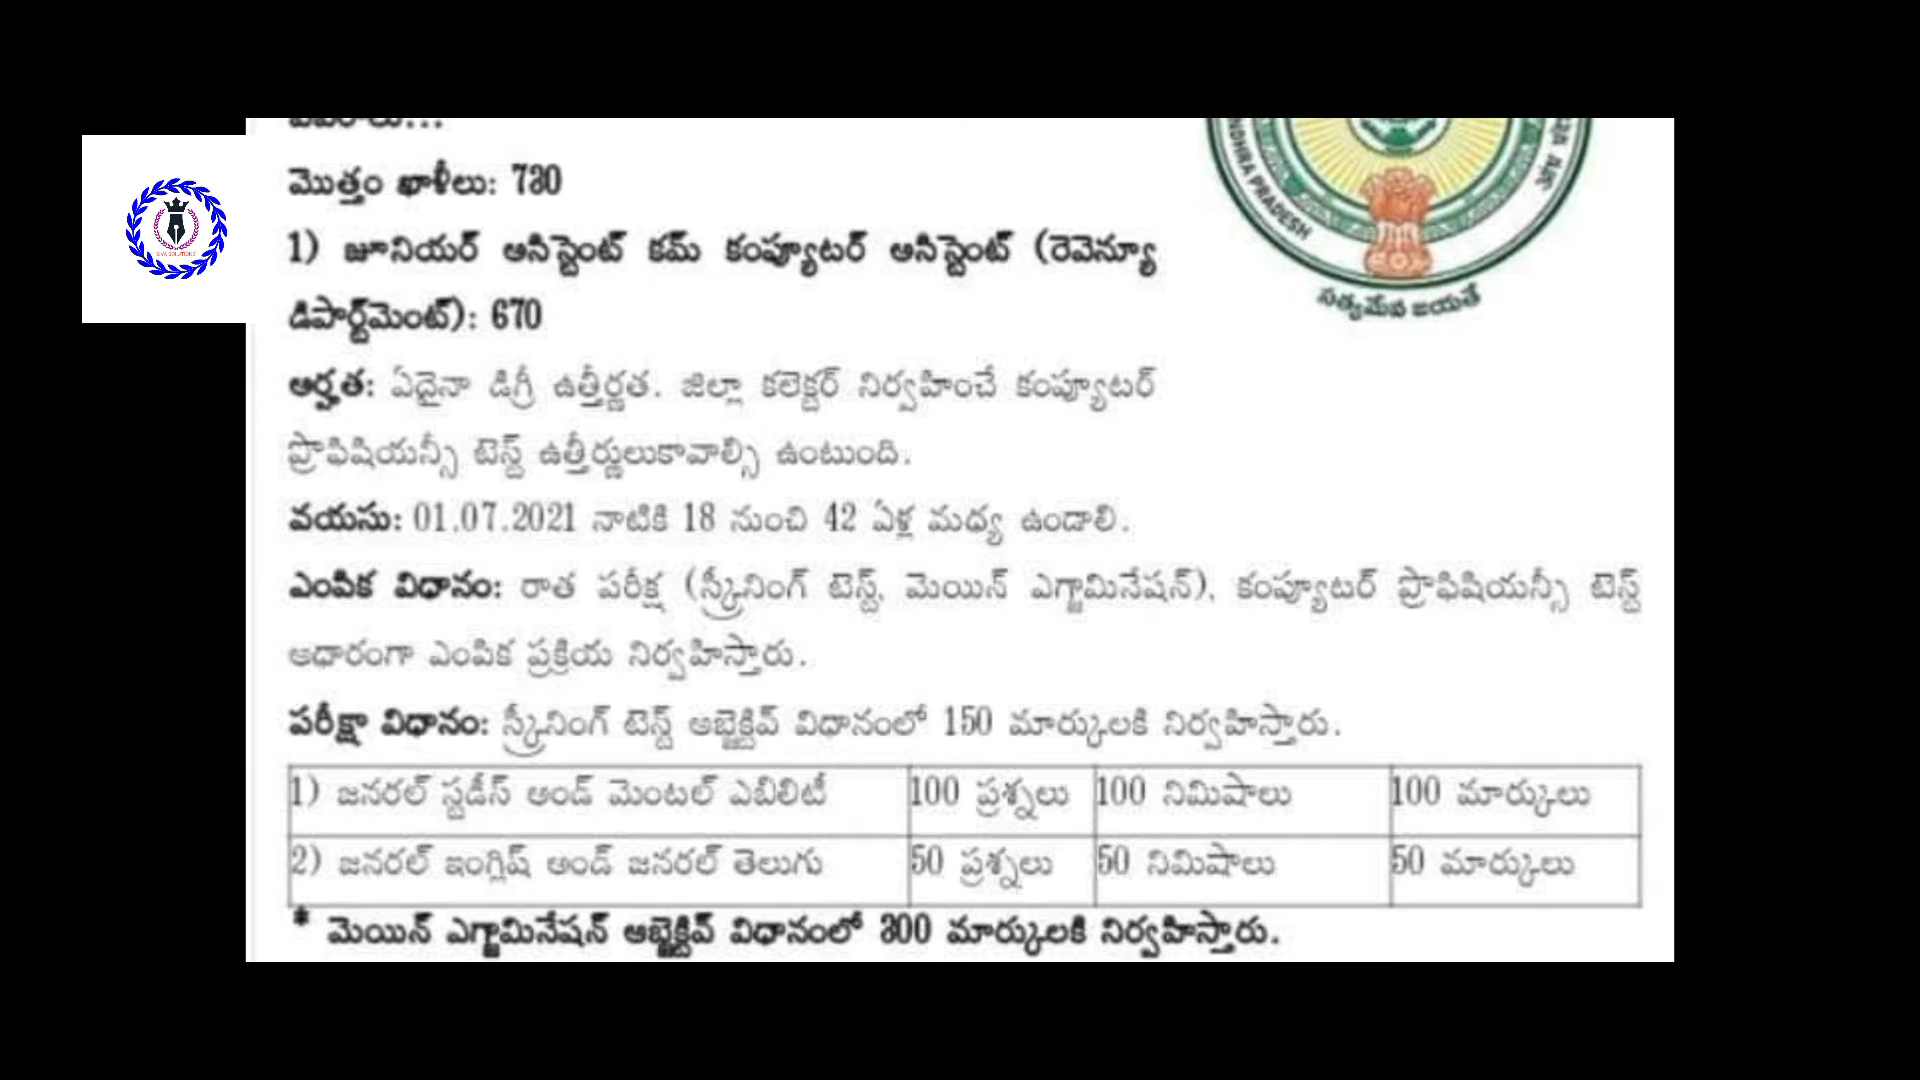 మొత్తం ఖాళీలు: 730
1) జూనియర్ అసిస్టెంట్ కమ్ కంప్యూటర్ అసిస్టెంట్ (రెవెన్యూ
డిపార్ట్‌మెంట్): 670
అర్హత: ఏదైనా డిగ్రీ ఉత్తీర్ణత. జిల్లా కలెక్టర్ నిర్వహించే కంప్యూటర్
ప్రొఫిషియన్సీ టెస్ట్ ఉత్తీర్ణులుకావాల్సి ఉంటుంది.
వయసు: 01.07.2021 నాటికి 18 నుంచి 42 ఏళ్ల మధ్య ఉండాలి.
ఎంపిక విధానం: రాత పరీక్ష (స్క్రీనింగ్ టెస్ట్, మెయిన్ ఎగ్జామినేషన్), కంప్యూటర్ ప్రొఫిషియన్సీ టెస్ట్
ఆధారంగా ఎంపిక ప్రక్రియ నిర్వహిస్తారు.
పరీక్షా విధానం: స్క్రీనింగ్ టెస్ట్ ఆబ్జెక్టివ్ విధానంలో 150 మార్కులకి నిర్వహిస్తారు.
1) జనరల్ స్టడీస్ అండ్ మెంటల్ ఎబిలిటీ 100 ప్రశ్నలు 100 నిమిషాలు 100 మార్కులు
2) జనరల్ ఇంగ్లిష్ అండ్ జనరల్ తెలుగు 50 ప్రశ్నలు 50 నిమిషాలు 50 మార్కులు
* మెయిన్ ఎగ్జామినేషన్ ఆబ్జెక్టివ్ విధానంలో 300 మార్కులకి నిర్వహిస్తారు.
PRADESH
సత్యమేవ జయతే
SIVA SOLUTIONS